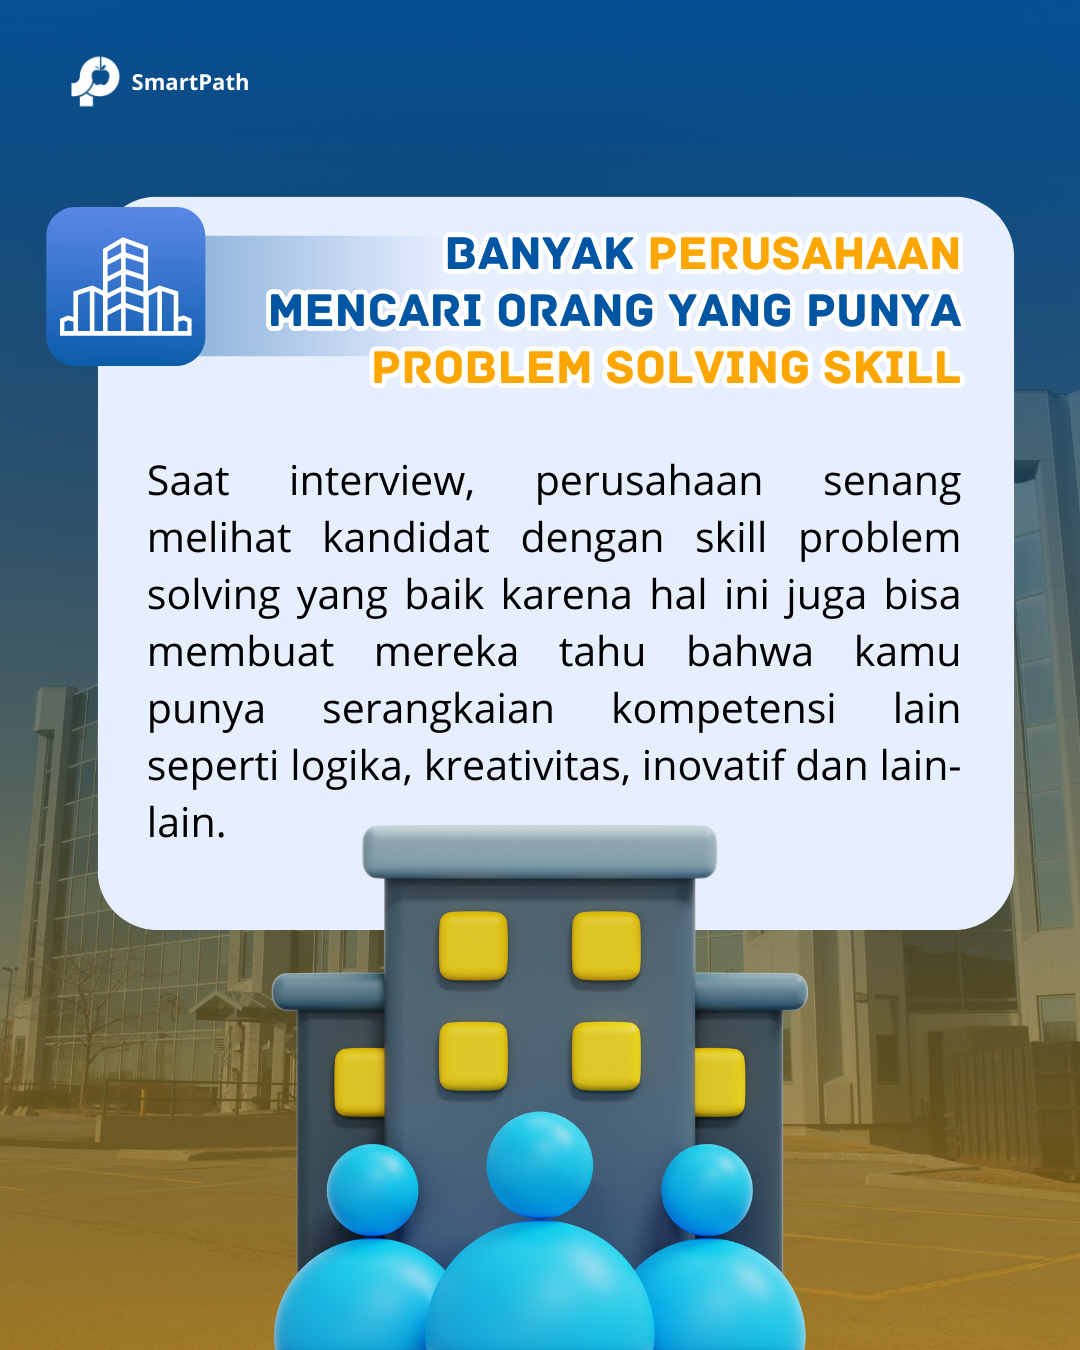 SmartPath
BANYAK PERUSAHAAN
MENCARI ORANG YANG PUNYA
PROBLEM SOLVING SKILL
Saat interview, perusahaan senang
melihat kandidat dengan skill problem
solving yang baik karena hal ini juga bisa
membuat mereka tahu bahwa kamu
punya serangkaian kompetensi lain
seperti logika, kreativitas, inovatif dan lain-
lain.